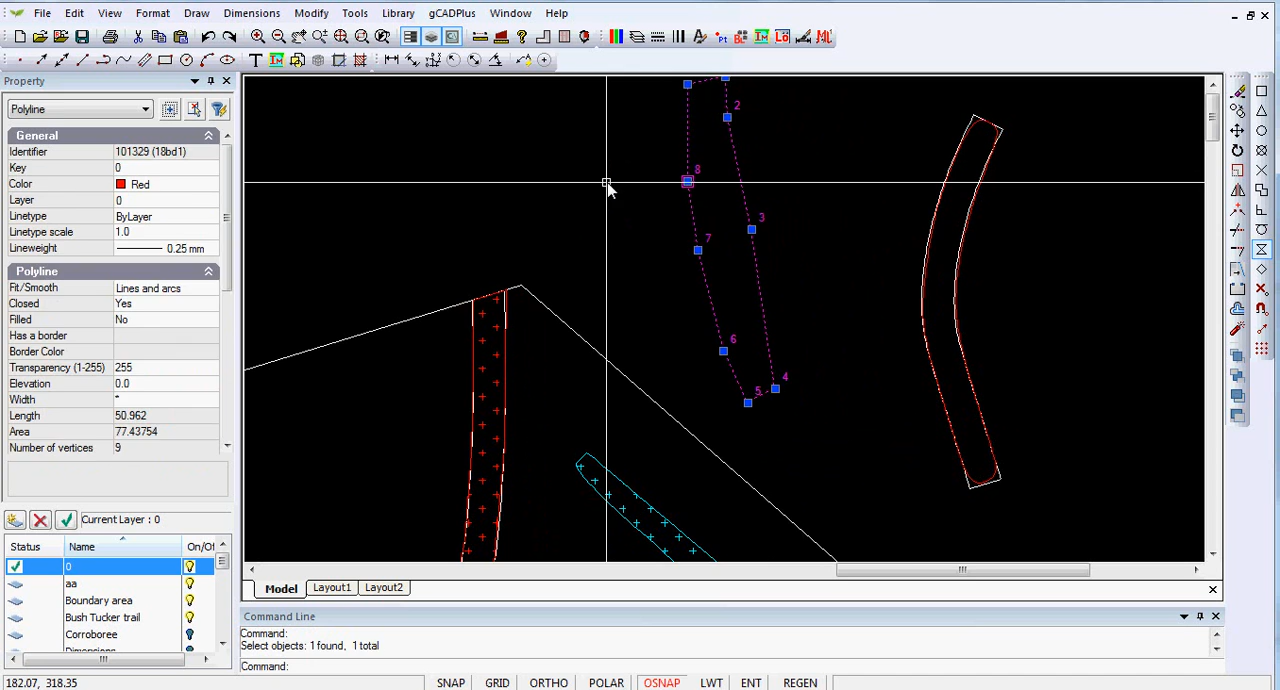 File Edit View Format Draw Dimensions Modify Tools Library gCADPlus Window Help
Property
Polyline
General
Identifier 101329 (18bd1)
Key 0
Color Red
Layer 0
Linetype ByLayer
Linetype scale 1.0
Lineweight 0.25 mm
Polyline
Fit/Smooth Lines and arcs
Closed Yes
Filled No
Has a border
Border Color
Transparency (1-255) 255
Elevation 0.0
Width *
Length 50.962
Area 77.43754
Number of vertices 9
Current Layer : 0
Status Name On/Of
0
aa
Boundary area
Bush Tucker trail
Corroboree
2
8
3
7
6
5
4
Model Layout1 Layout2
Command Line
Command:
Select objects: 1 found, 1 total
Command:
182.07, 318.35 SNAP GRID ORTHO POLAR OSNAP LWT ENT REGEN